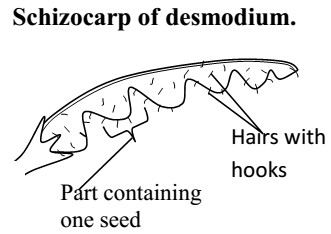 Schizocarp of desmodium.
Hairs with
hooks
Part containing
one seed